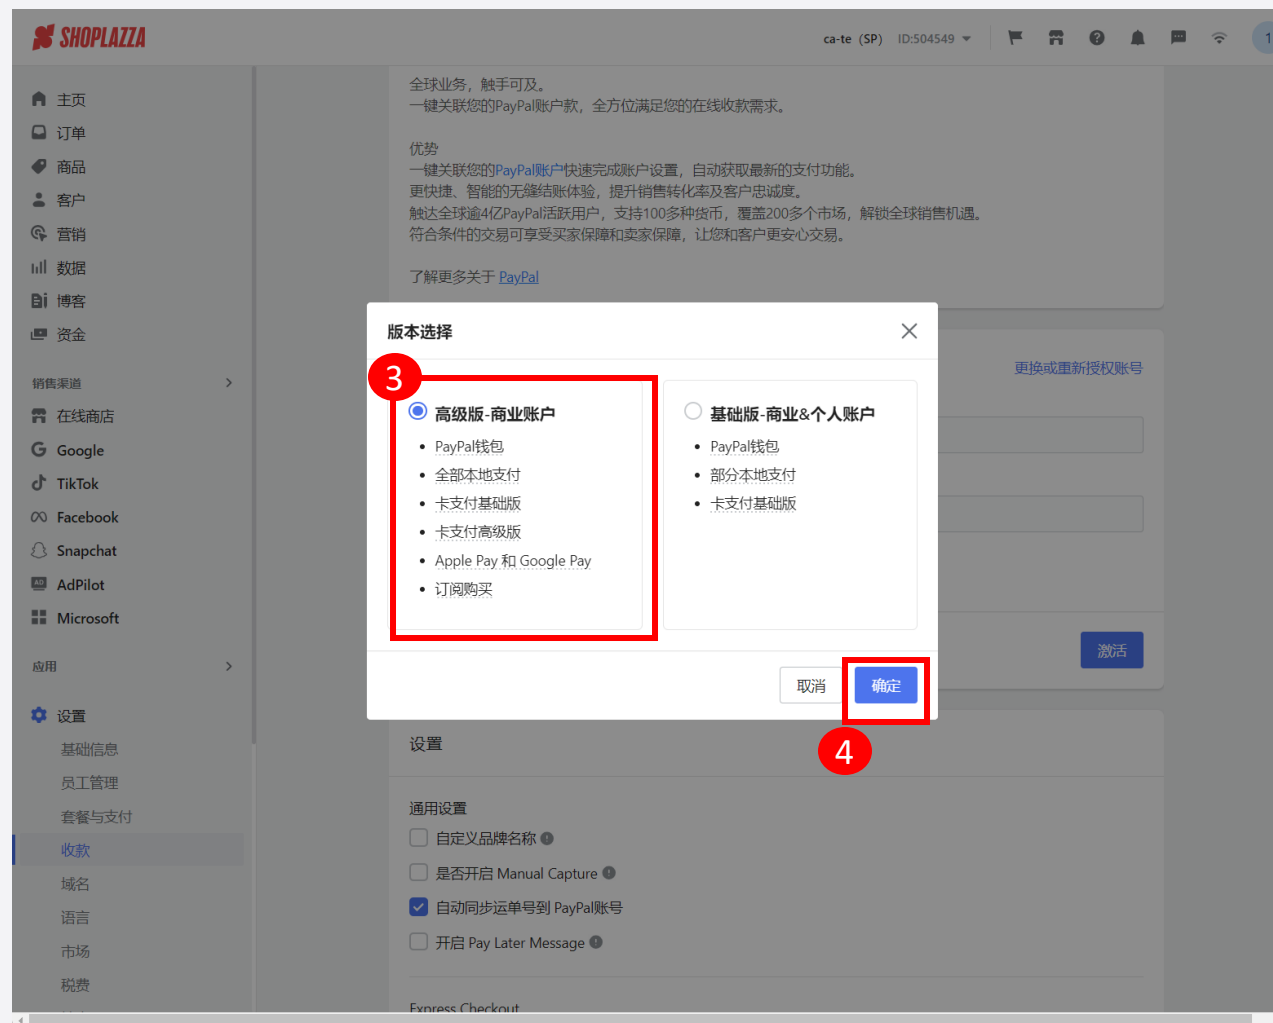 SHOPLAZZA
ca-te (SP) ID:504549
1
主页
订单
商品
客户
营销
数据
博客
资金
销售渠道
在线商店
Google
TikTok
Facebook
Snapchat
AdPilot
Microsoft
应用
设置
基础信息
员工管理
套餐与支付
收款
域名
语言
市场
税费
全球业务，触手可及。
一键关联您的PayPal账户款，全方位满足您的在线收款需求。
优势
一键关联您的PayPal账户快速完成账户设置，自动获取最新的支付功能。
更快捷、智能的无缝结账体验，提升销售转化率及客户忠诚度。
触达全球逾4亿PayPal活跃用户，支持100多种货币，覆盖200多个市场，解锁全球销售机遇。
符合条件的交易可享受买家保障和卖家保障，让您和客户更安心交易。
了解更多关于 PayPal
更换或重新授权账号
版本选择
3
高级版-商业账户
PayPal钱包
全部本地支付
卡支付基础版
卡支付高级版
Apple Pay 和 Google Pay
订阅购买
基础版-商业&个人账户
PayPal钱包
部分本地支付
卡支付基础版
取消
确定
4
激活
设置
通用设置
自定义品牌名称
是否开启 Manual Capture
自动同步运单号到 PayPal账号
开启 Pay Later Message
Express Checkout